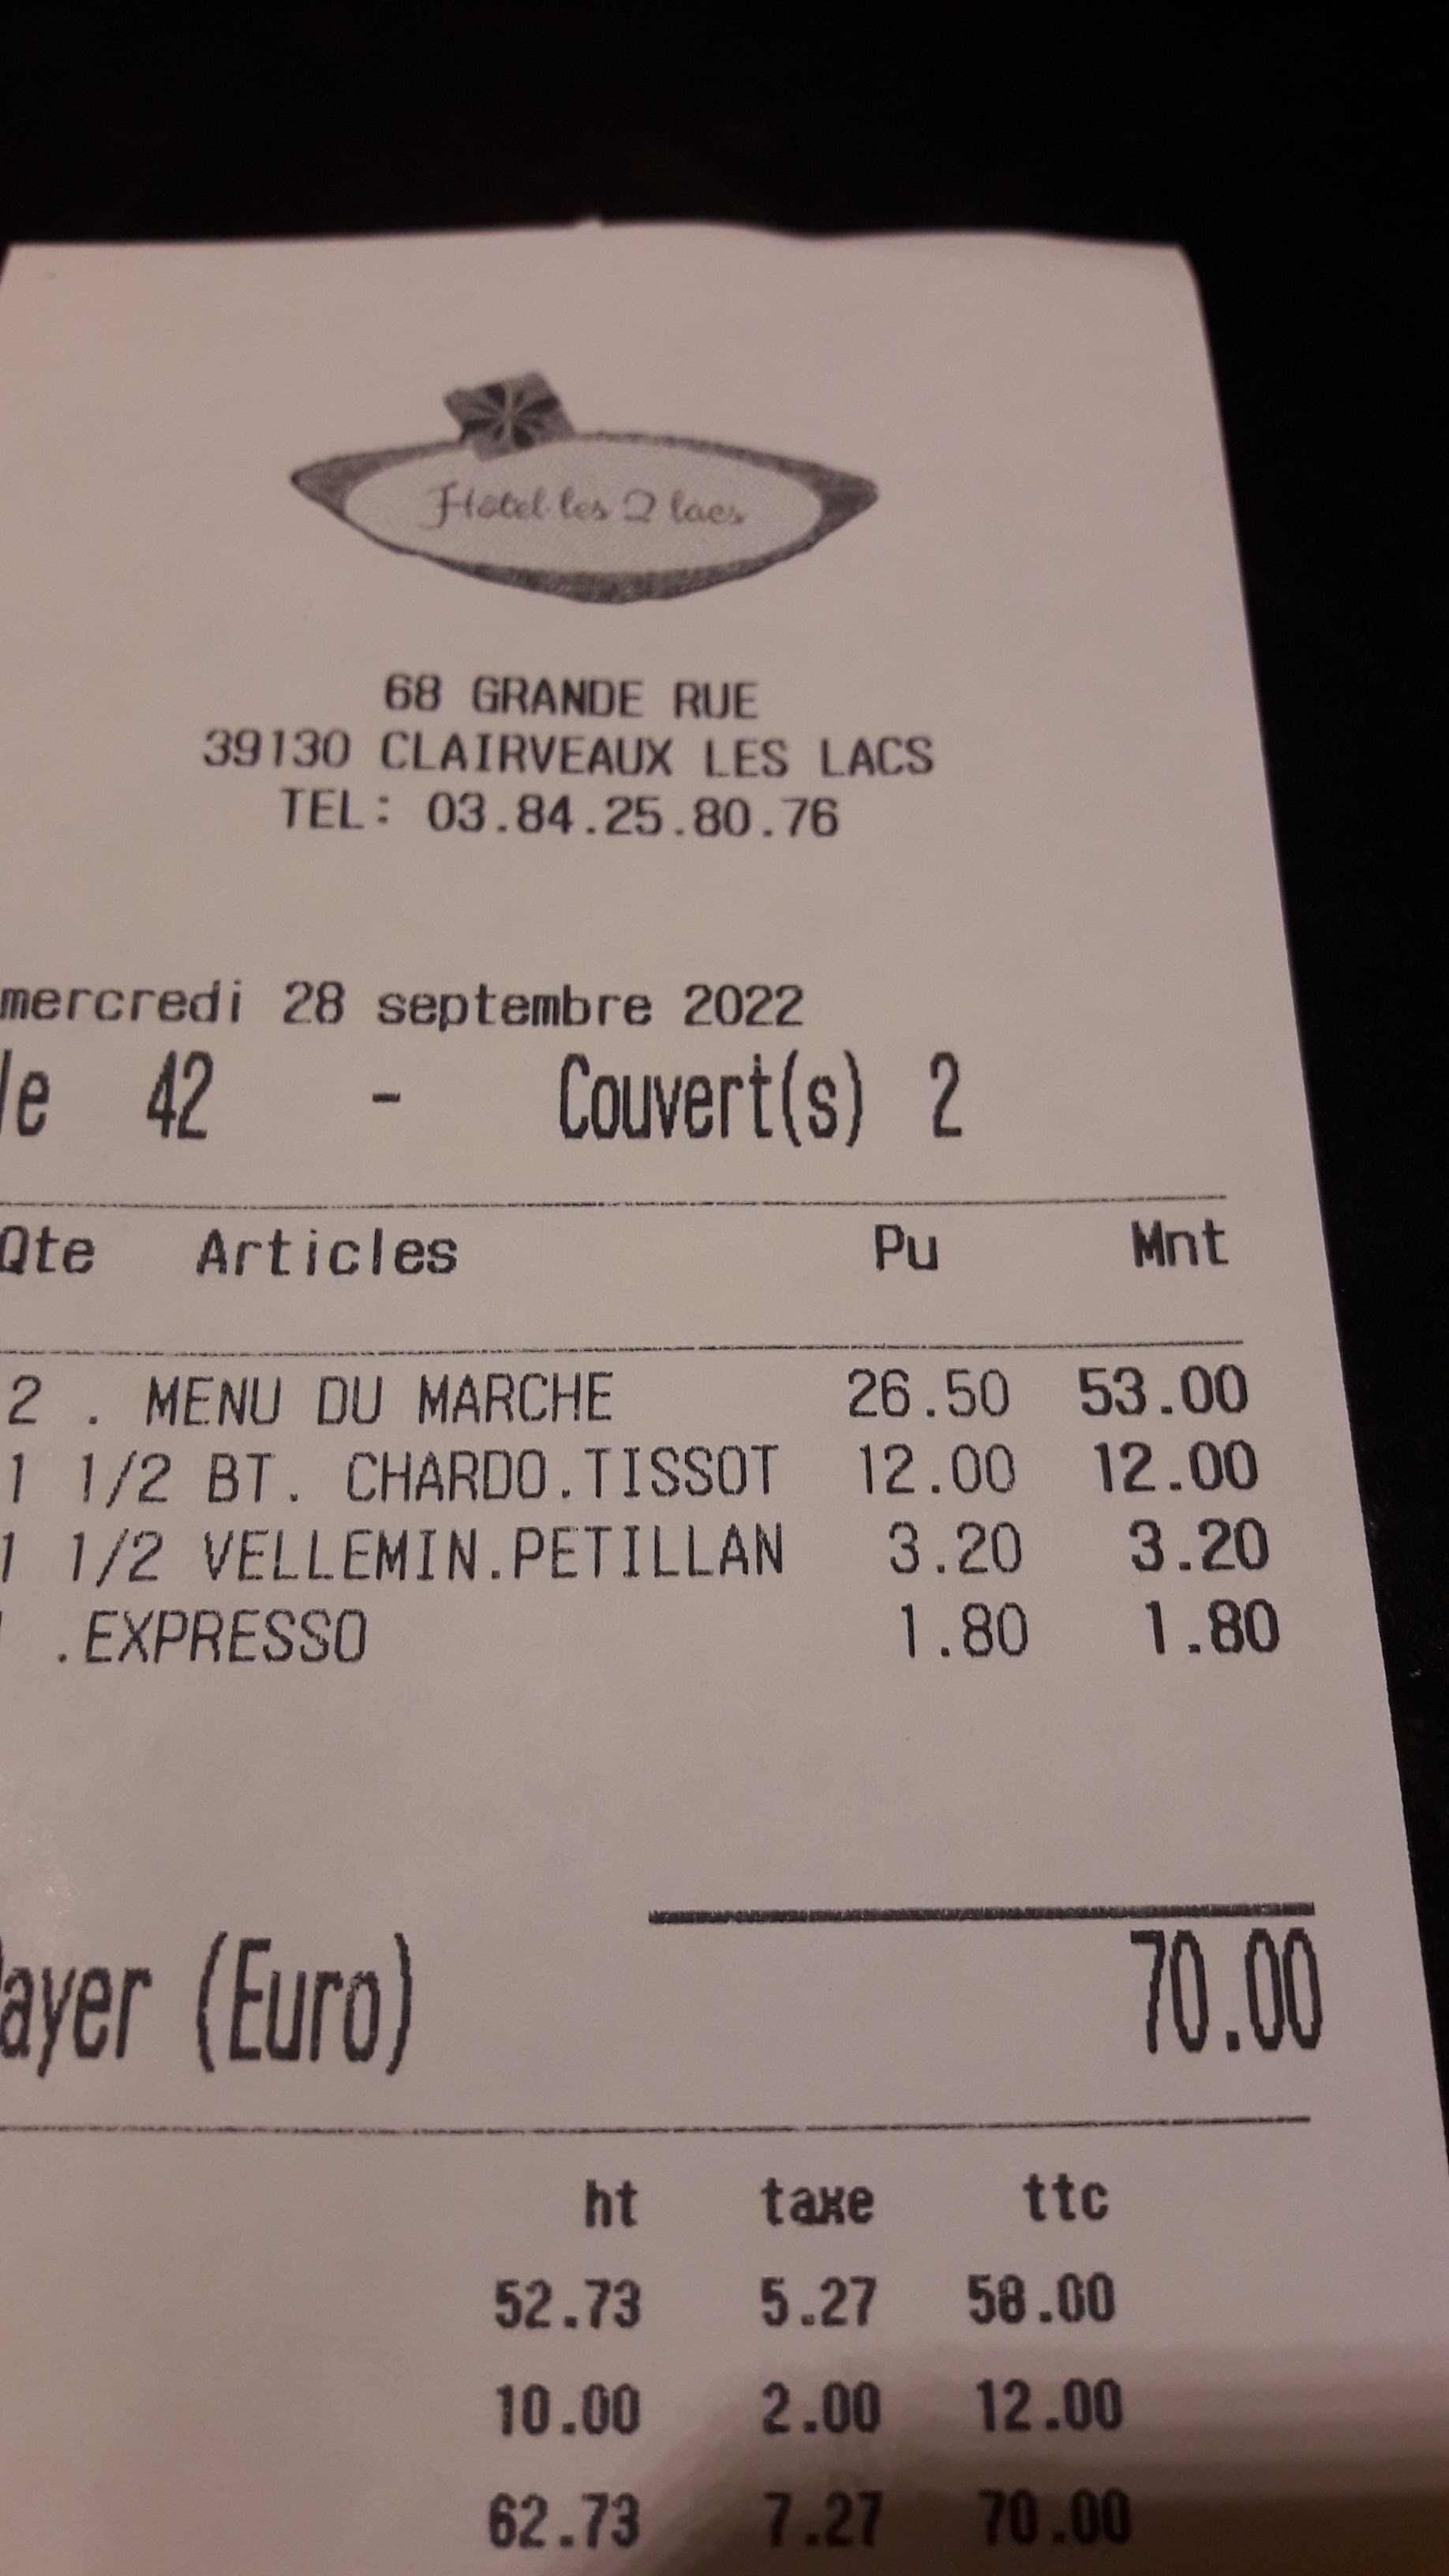 Hotel les 2 lacs
68 GRANDE RUE
39130 CLAIRVEAUX LES LACS
TEL: 03.84.25.80.76
mercredi 28 septembre 2022
le 42 - Couvert(s) 2
Qte Articles Pu Mnt
2 . MENU DU MARCHE 26.50 53.00
1 1/2 BT. CHARDO.TISSOT 12.00 12.00
1 1/2 VELLEMIN.PETILLAN 3.20 3.20
.EXPRESSO 1.80 1.80
ayer (Euro) 70.00
ht taxe ttc
52.73 5.27 58.00
10.00 2.00 12.00
62.73 7.27 70.00